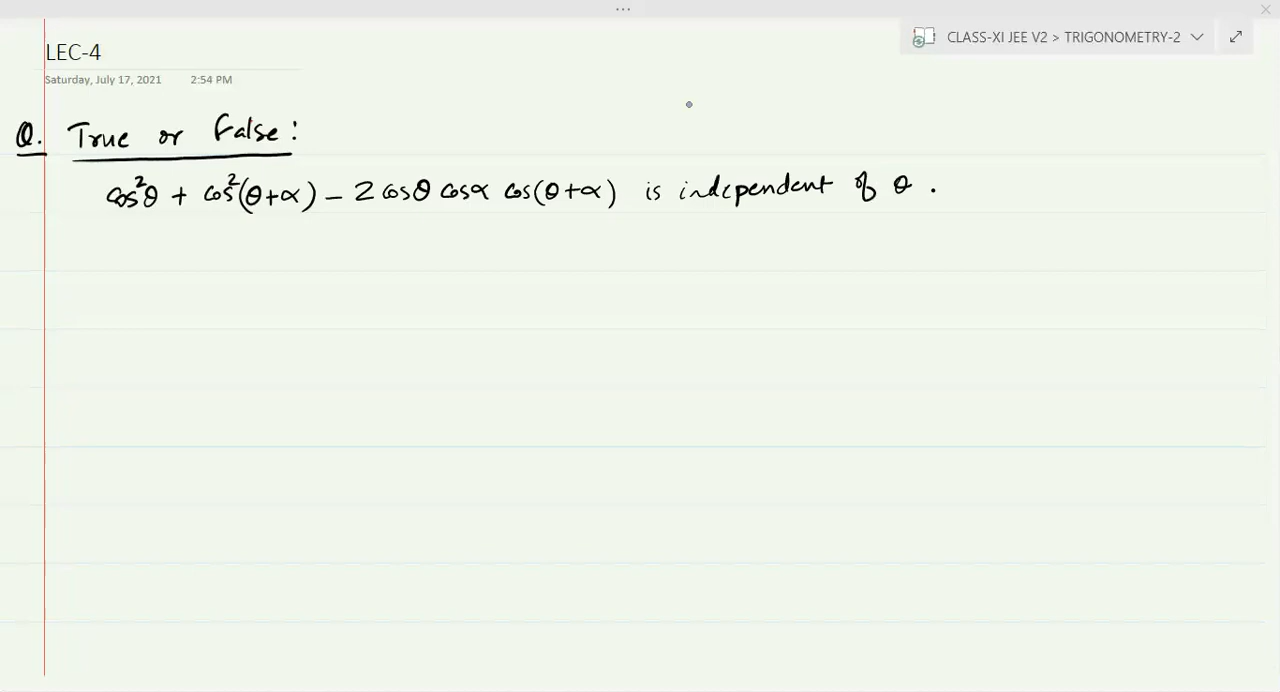 ...
CLASS-XI JEE V2 > TRIGONOMETRY-2
LEC-4
Saturday, July 17, 2021 2:54 PM
Q. True or False:
cos²θ + cos²(θ+α) − 2 cosθ cosα cos(θ+α) is independent of θ.